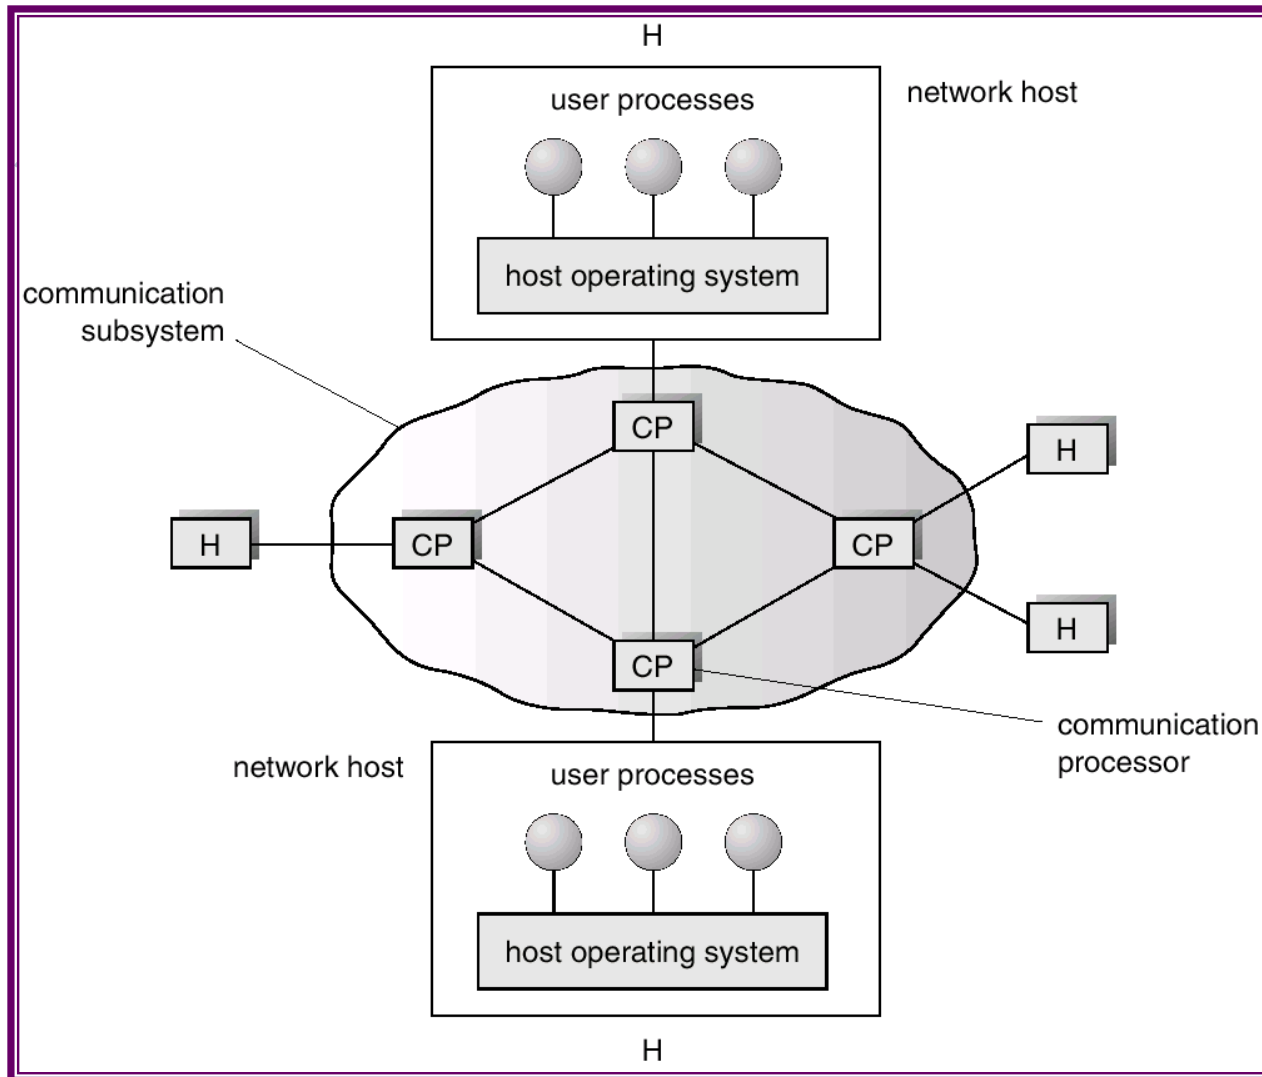 H
user processes
network host
host operating system
communication
subsystem
CP
H
H
CP
CP
H
CP
communication
processor
network host
user processes
host operating system
H